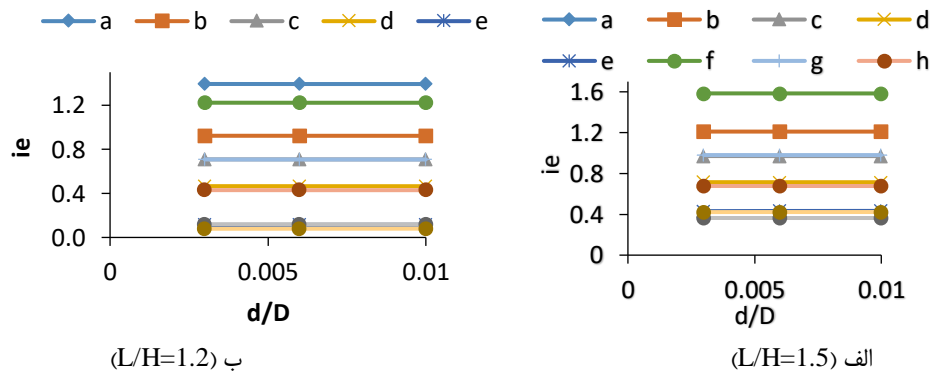 a b c d e
1.2
0.8
0.4
0.0
ie
0 0.005 0.01
d/D
ب (L/H=1.2)
a b c d
e f g h
1.6
1.2
0.8
0.4
0
ie
0 0.005 0.01
d/D
الف (L/H=1.5)